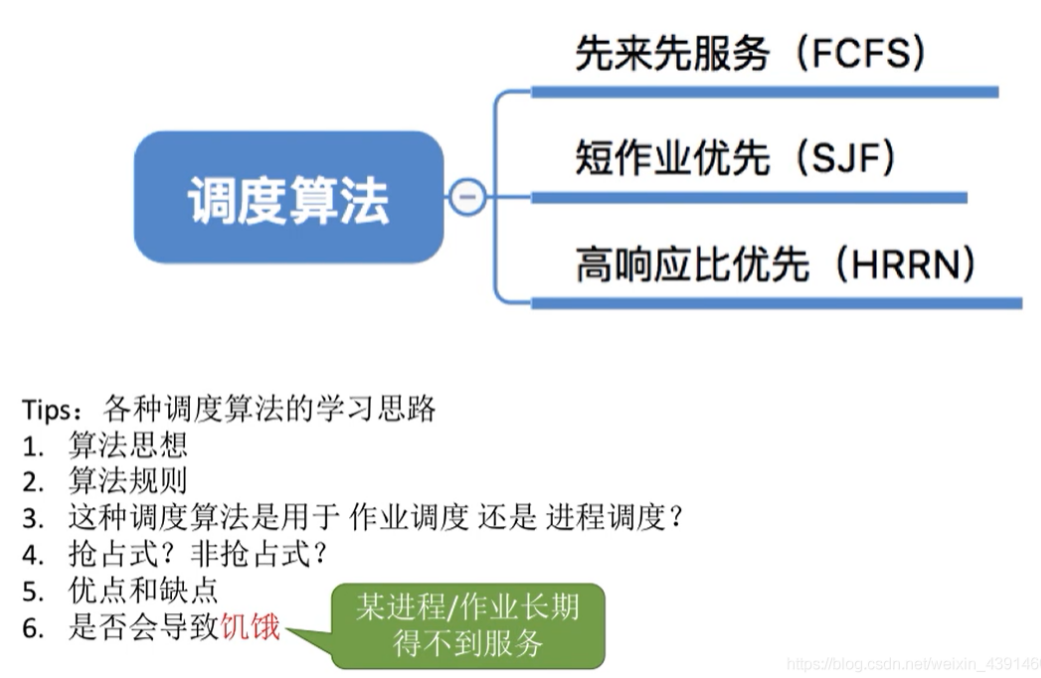 先来先服务（FCFS）
调度算法
短作业优先（SJF）
高响应比优先（HRRN）
Tips：各种调度算法的学习思路
1. 算法思想
2. 算法规则
3. 这种调度算法是用于 作业调度 还是 进程调度？
4. 抢占式？非抢占式？
5. 优点和缺点
6. 是否会导致饥饿
某进程/作业长期
得不到服务
https://blog.csdn.net/weixin_4391460